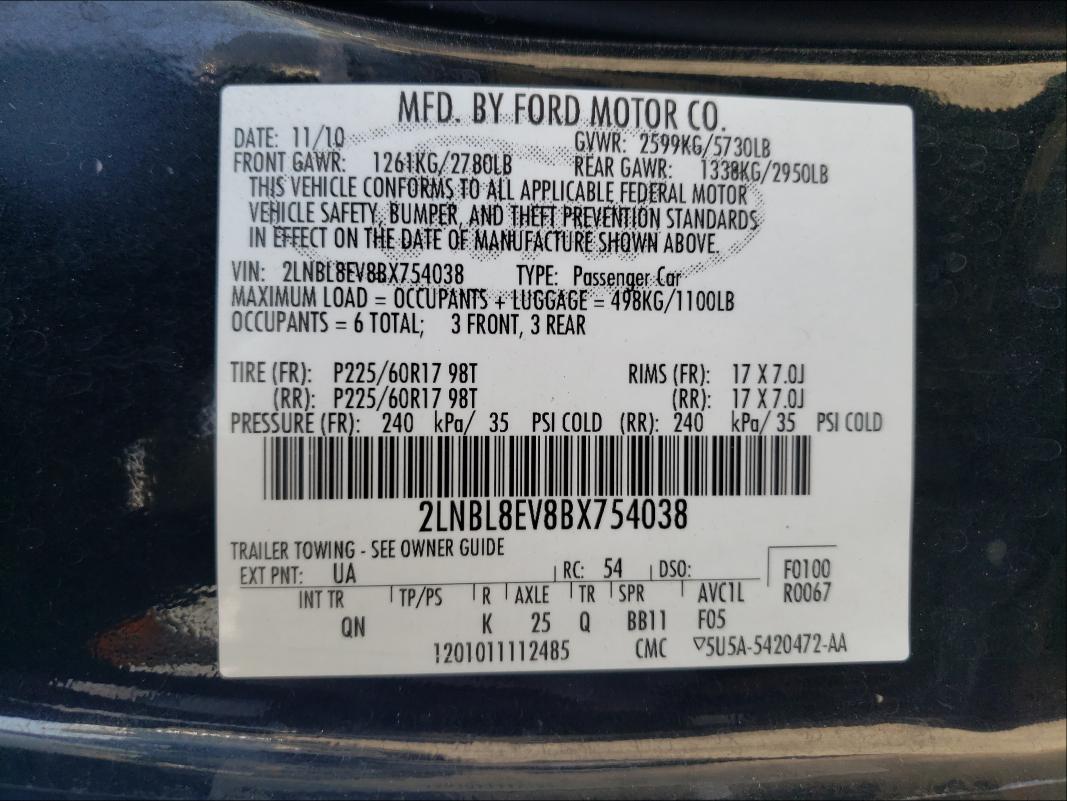 MFD. BY FORD MOTOR CO.
DATE: 11/10 GVWR: 2599KG/5730LB
FRONT GAWR: 1261KG/2780LB REAR GAWR: 1338KG/2950LB
THIS VEHICLE CONFORMS TO ALL APPLICABLE FEDERAL MOTOR
VEHICLE SAFETY, BUMPER, AND THEFT PREVENTION STANDARDS
IN EFFECT ON THE DATE OF MANUFACTURE SHOWN ABOVE.
VIN: 2LNBL8EV8BX754038 TYPE: Passenger Car
MAXIMUM LOAD = OCCUPANTS + LUGGAGE = 498KG/1100LB
OCCUPANTS = 6 TOTAL; 3 FRONT, 3 REAR
TIRE (FR): P225/60R17 98T RIMS (FR): 17 X 7.0J
(RR): P225/60R17 98T (RR): 17 X 7.0J
PRESSURE (FR): 240 kPa/ 35 PSI COLD (RR): 240 kPa/ 35 PSI COLD
2LNBL8EV8BX754038
TRAILER TOWING - SEE OWNER GUIDE
EXT PNT: UA RC: 54 DSO: F0100
INT TR TP/PS R AXLE TR SPR AVC1L R0067
QN K 25 Q BB11 F05
1201011112485 CMC ▽5U5A-5420472-AA